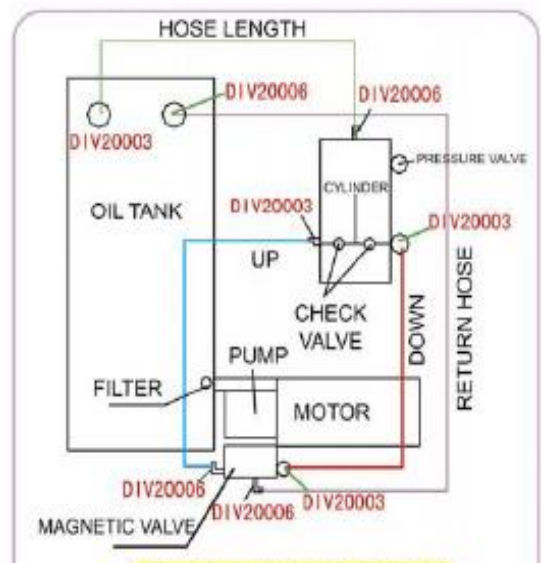 HOSE LENGTH
DIV20006
DIV20006
DIV20003
PRESSURE VALVE
CYLINDER
OIL TANK
DIV20003
DIV20003
UP
CHECK
VALVE
DOWN
RETURN HOSE
PUMP
FILTER
MOTOR
DIV20006
DIV20006
DIV20003
MAGNETIC VALVE